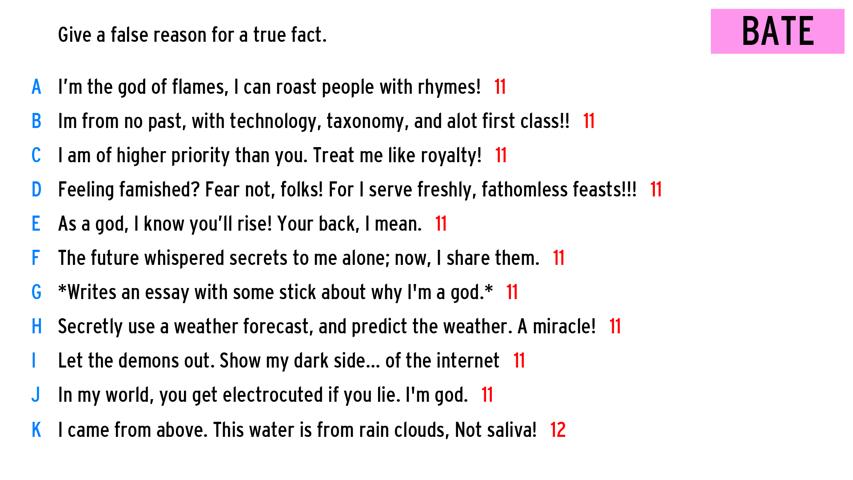 Give a false reason for a true fact.
BATE
A I'm the god of flames, I can roast people with rhymes! 11
B Im from no past, with technology, taxonomy, and alot first class!! 11
C I am of higher priority than you. Treat me like royalty! 11
D Feeling famished? Fear not, folks! For I serve freshly, fathomless feasts!!! 11
E As a god, I know you'll rise! Your back, I mean. 11
F The future whispered secrets to me alone; now, I share them. 11
G *Writes an essay with some stick about why I'm a god.* 11
H Secretly use a weather forecast, and predict the weather. A miracle! 11
I Let the demons out. Show my dark side... of the internet 11
J In my world, you get electrocuted if you lie. I'm god. 11
K I came from above. This water is from rain clouds, Not saliva! 12